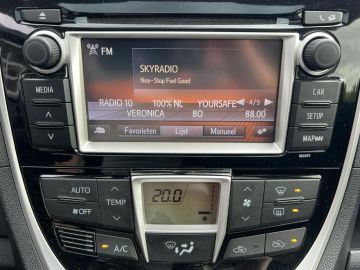 FM
SKYRADIO
Non-Stop Feel Good
RADIO 10 100% NL YOURSAFE 4/5
VERONICA BO 88.00
Favorieten Lijst Manueel
MEDIA
CAR
SETUP
MAP
AUTO
OFF
TEMP
20.0
A/C